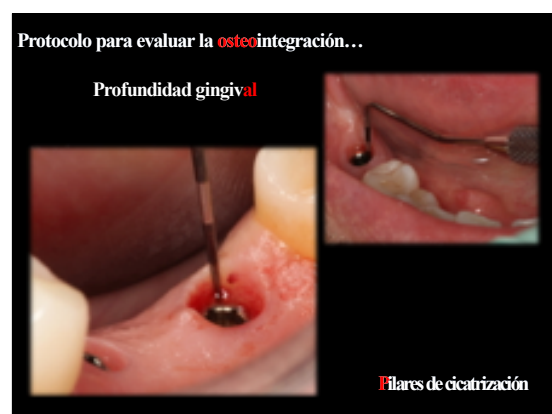 Protocolo para evaluar la osteointegración…
Profundidad gingival
Pilares de cicatrización